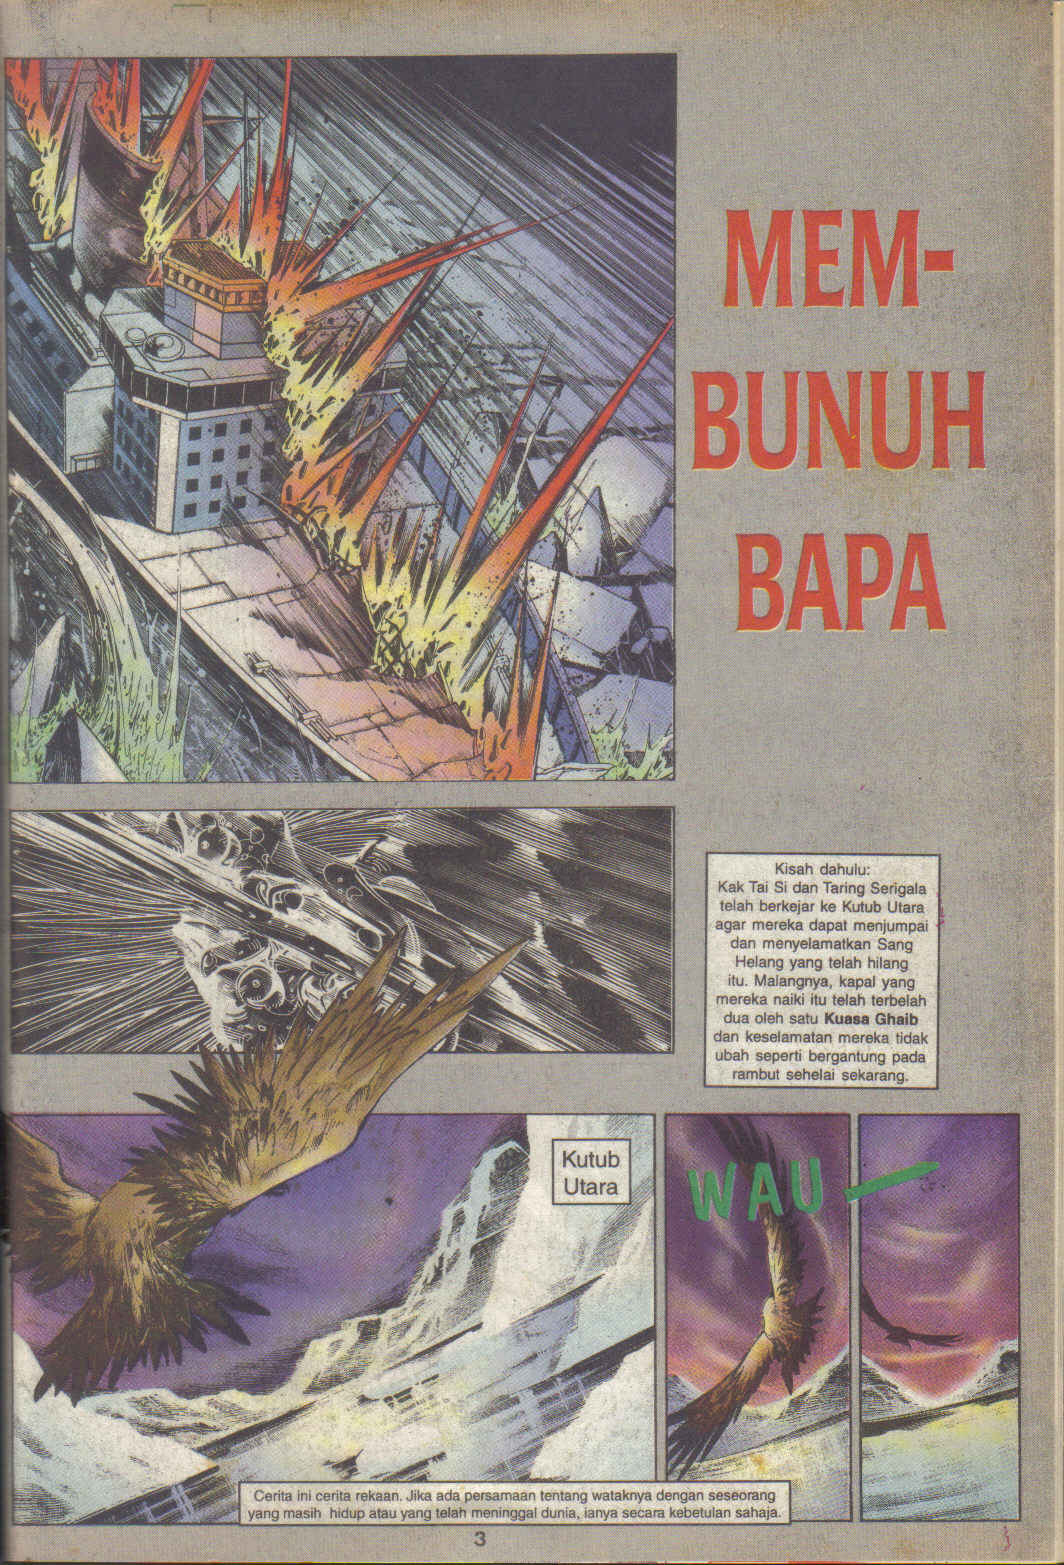 MEM-
BUNUH
BAPA
Kisah dahulu:
Kak Tai Si dan Taring Serigala
telah berkejar ke Kutub Utara
agar mereka dapat menjumpai
dan menyelamatkan Sang
Helang yang telah hilang
itu. Malangnya, kapal yang
mereka naiki itu telah terbelah
dua oleh satu Kuasa Ghaib
dan keselamatan mereka tidak
ubah seperti bergantung pada
rambut sehelai sekarang.
Kutub
Utara
WAU —
Cerita ini cerita rekaan. Jika ada persamaan tentang wataknya dengan seseorang
yang masih hidup atau yang telah meninggal dunia, ianya secara kebetulan sahaja.
3
3